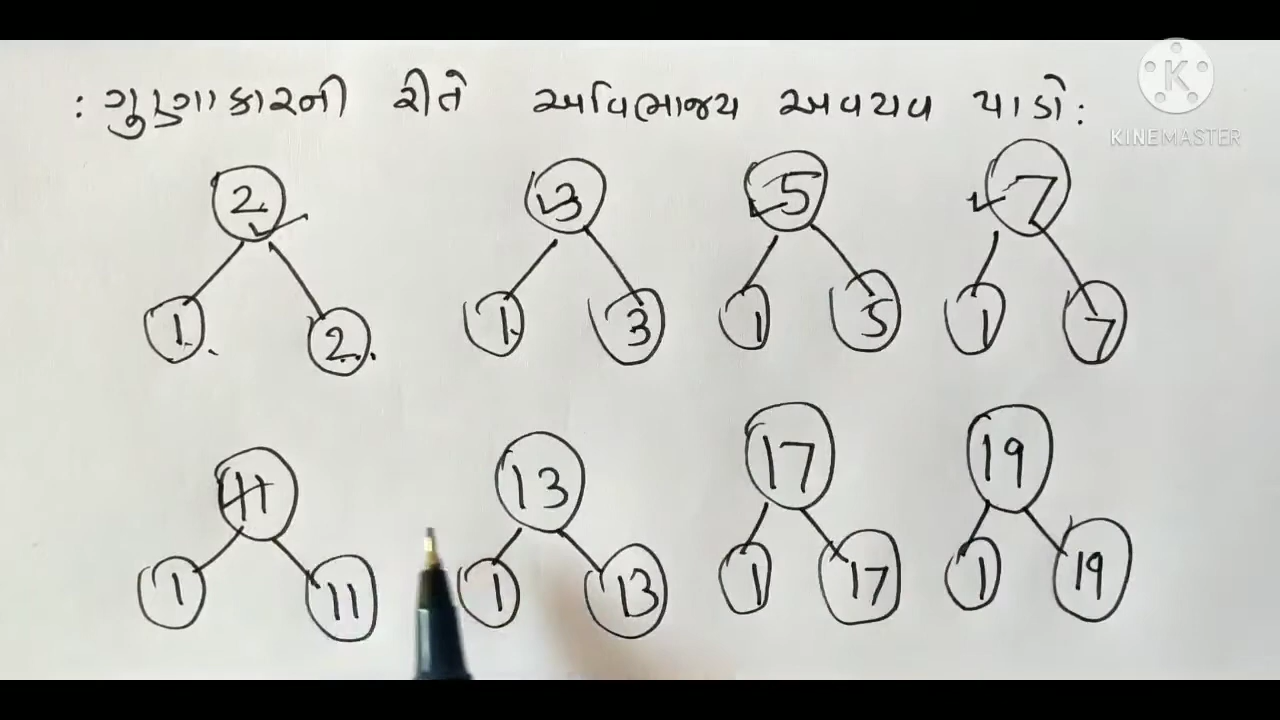 : ગુણાકારની રીતે અવિભાજય અવયવ પાડો :
K
KINEMASTER
2 3 5 7
1 2 1 3 1 5 1 7
11 13 17 19
1 11 1 13 1 17 1 19